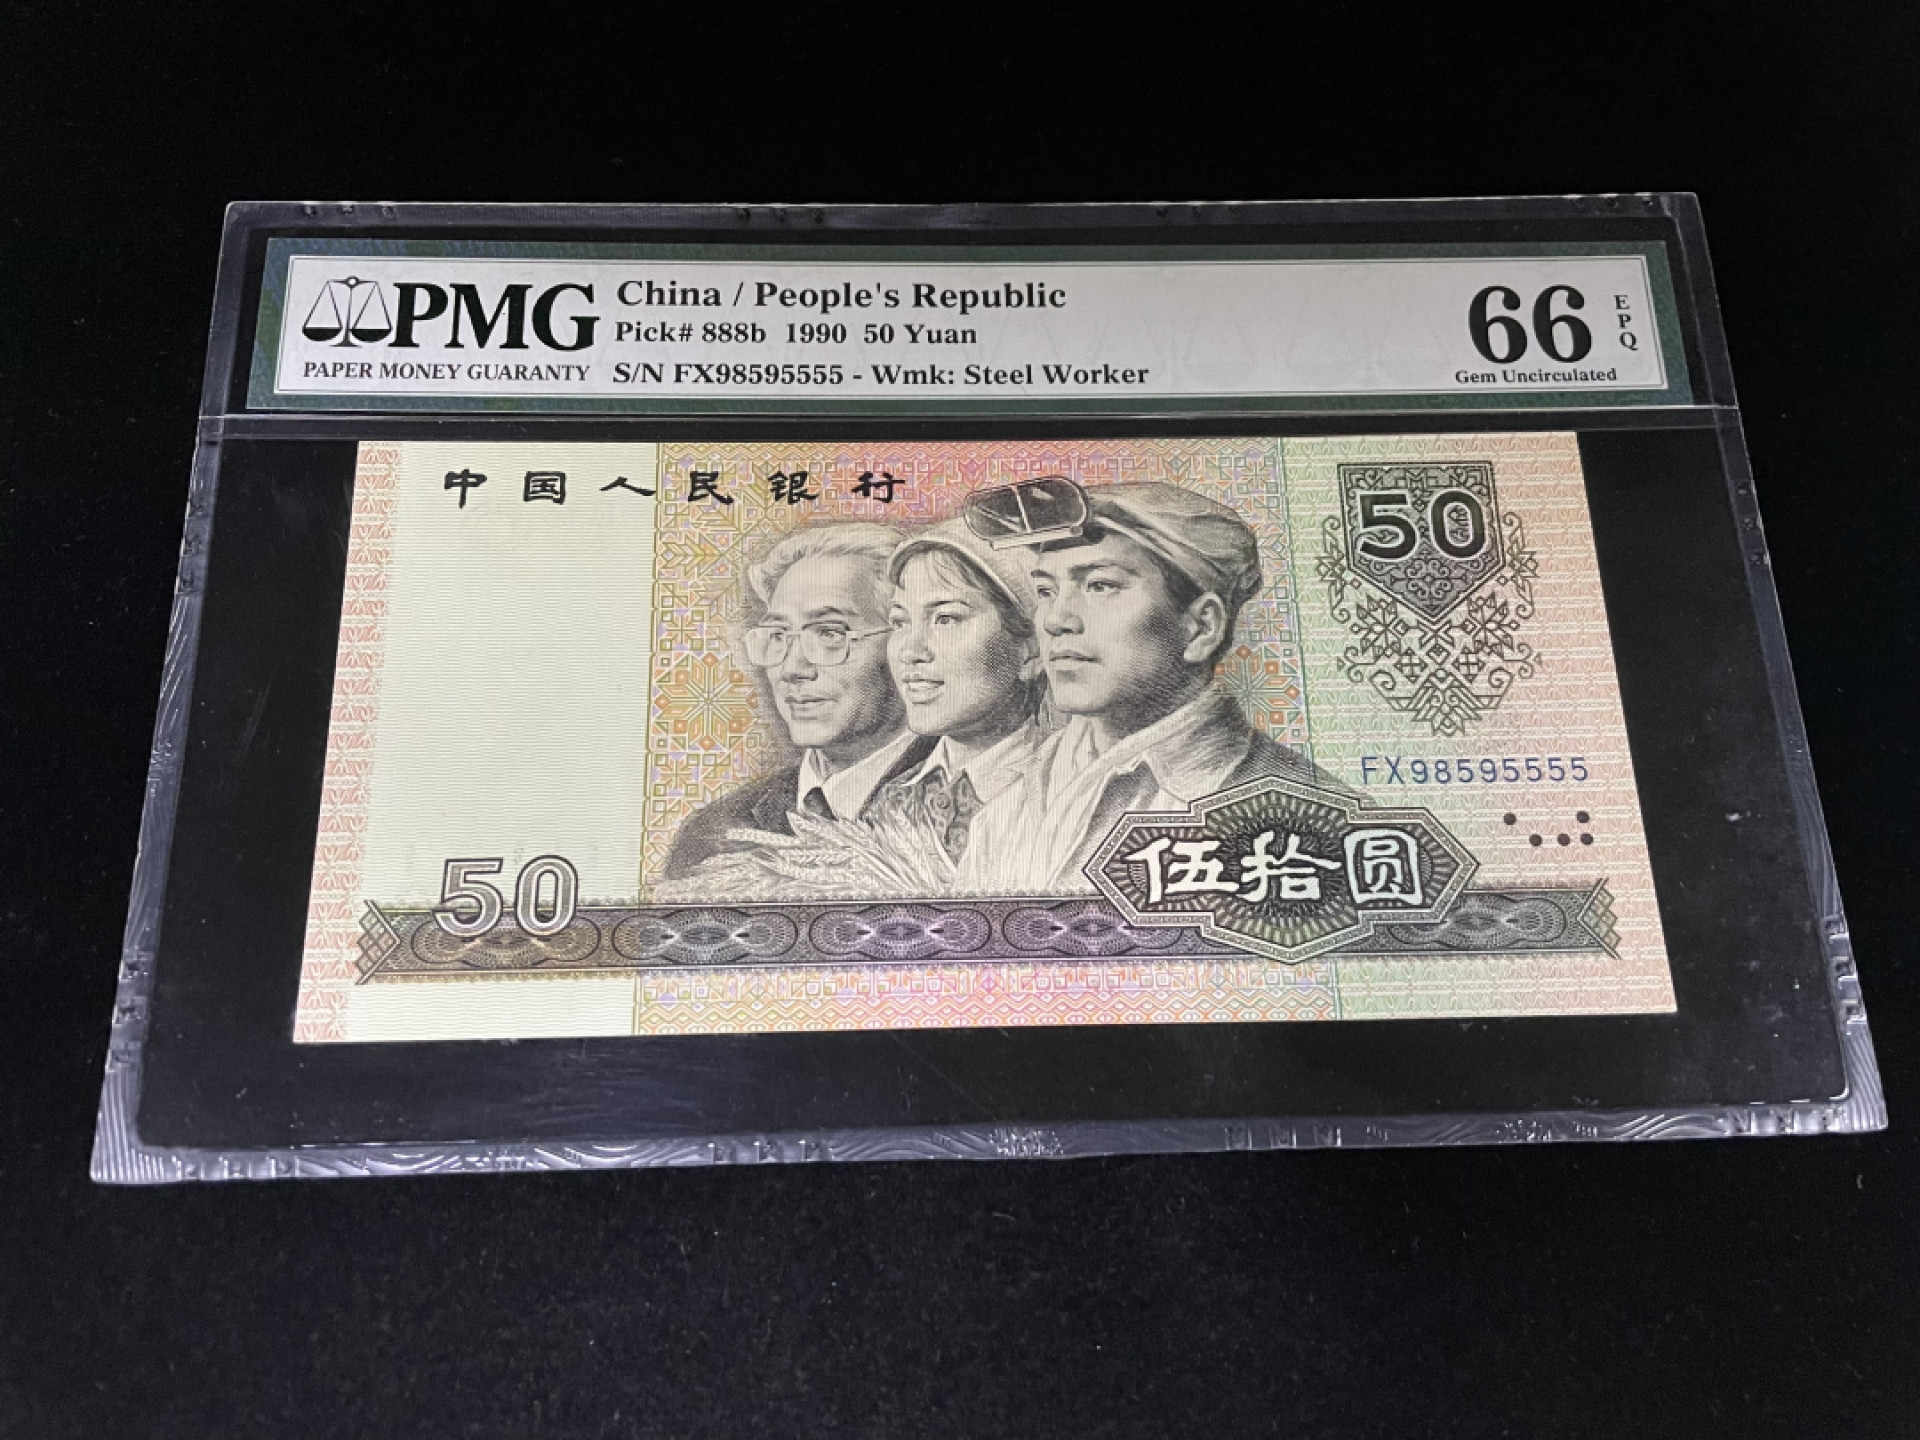 PMG
PAPER MONEY GUARANTY
China / People's Republic
Pick# 888b 1990 50 Yuan
S/N FX98595555 - Wmk: Steel Worker
66
EPQ
Gem Uncirculated
中国人民银行
50
FX98595555
50
伍拾圆